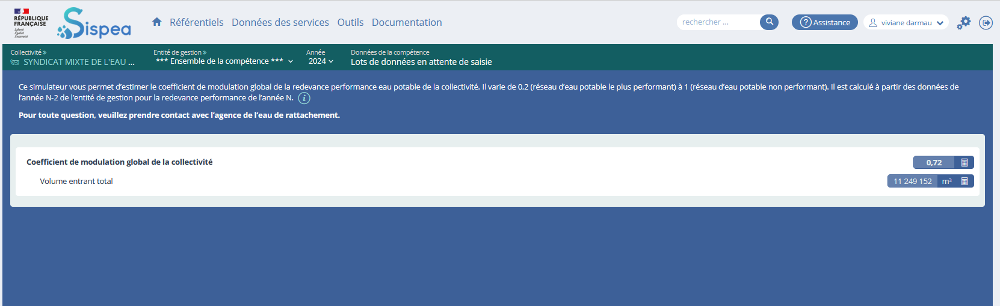 RÉPUBLIQUE
FRANÇAISE
Liberté
Égalité
Fraternité
Sispea
Référentiels Données des services Outils Documentation
rechercher ...
? Assistance
viviane darmau
Collectivité »
SYNDICAT MIXTE DE L'EAU ...
Entité de gestion »
*** Ensemble de la compétence ***
Année
2024
Données de la compétence
Lots de données en attente de saisie
Ce simulateur vous permet d’estimer le coefficient de modulation global de la redevance performance eau potable de la collectivité. Il varie de 0,2 (réseau d’eau potable le plus performant) à 1 (réseau d’eau potable non performant). Il est calculé à partir des données de
l’année N-2 de l’entité de gestion pour la redevance performance de l’année N. i
Pour toute question, veuillez prendre contact avec l’agence de l’eau de rattachement.
Coefficient de modulation global de la collectivité 0,72
Volume entrant total 11 249 152 m³